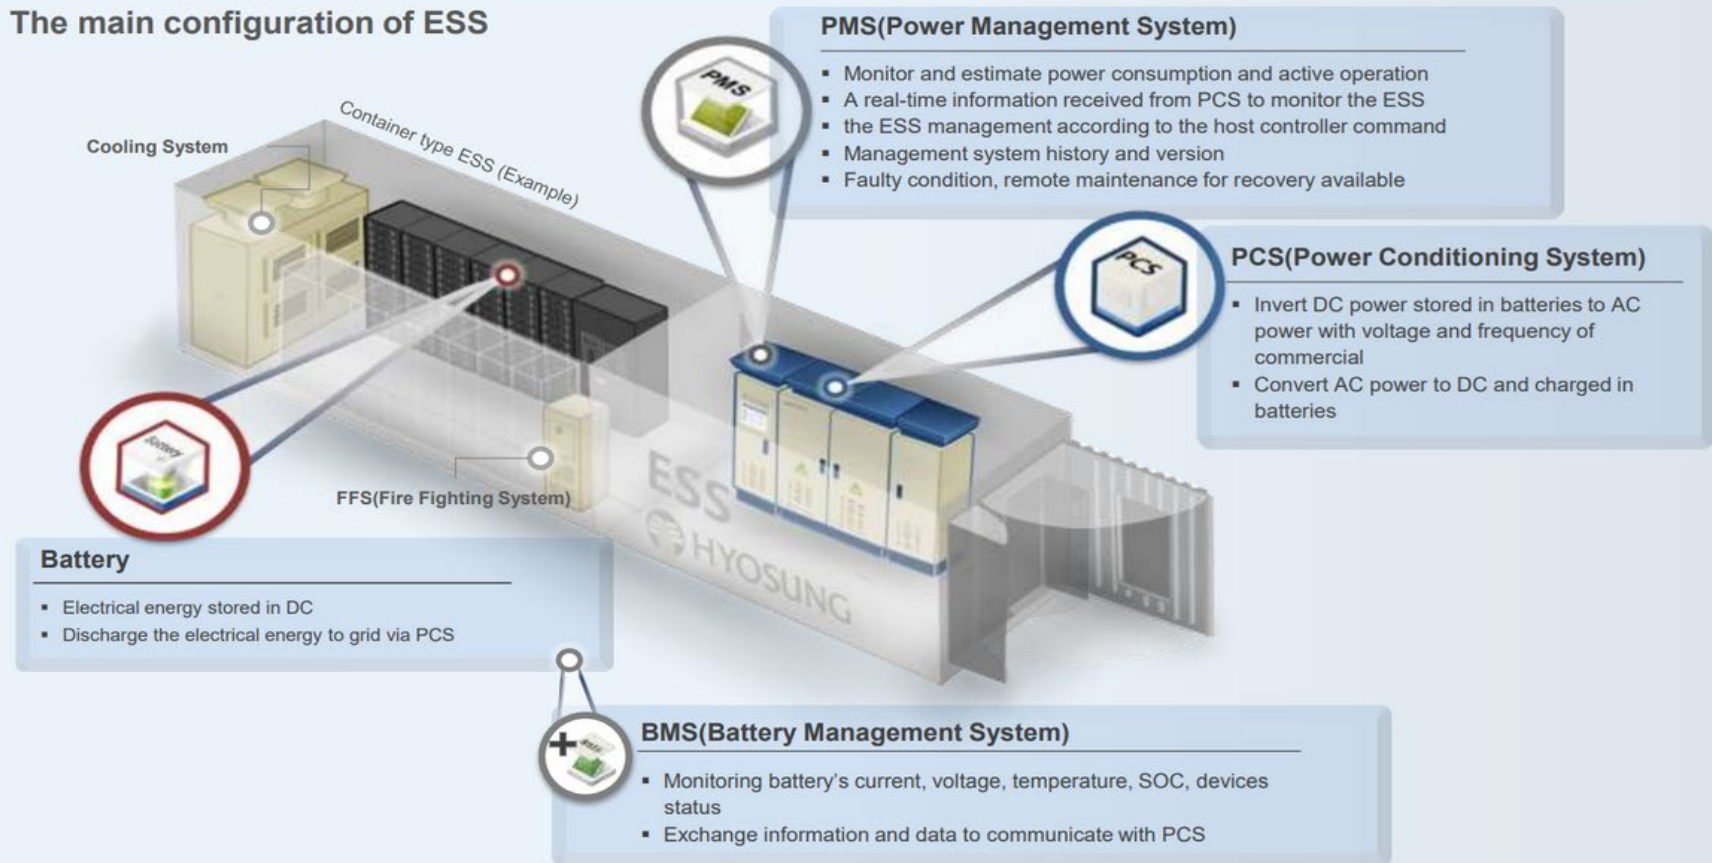 The main configuration of ESS
PMS(Power Management System)
▪ Monitor and estimate power consumption and active operation
▪ A real-time information received from PCS to monitor the ESS
▪ the ESS management according to the host controller command
▪ Management system history and version
▪ Faulty condition, remote maintenance for recovery available
PMS
Container type ESS (Example)
Cooling System
PCS(Power Conditioning System)
▪ Invert DC power stored in batteries to AC
power with voltage and frequency of
commercial
▪ Convert AC power to DC and charged in
batteries
PCS
Battery
FFS(Fire Fighting System)
ESS
HYOSUNG
Battery
▪ Electrical energy stored in DC
▪ Discharge the electrical energy to grid via PCS
BMS(Battery Management System)
▪ Monitoring battery's current, voltage, temperature, SOC, devices
status
▪ Exchange information and data to communicate with PCS